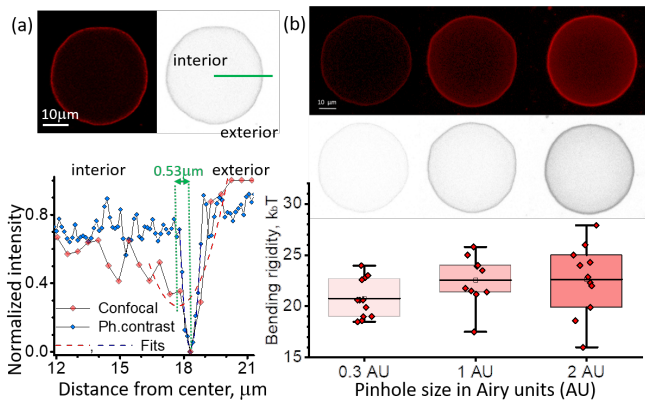 (a)
interior
exterior
10μm
interior
0.53μm
exterior
Normalized intensity
0.8
0.4
0.0
Confocal
Ph.contrast
Fits
12
15
18
21
Distance from center, μm
(b)
10 μm
Bending rigidity, kbT
30
25
20
15
0.3 AU
1 AU
2 AU
Pinhole size in Airy units (AU)